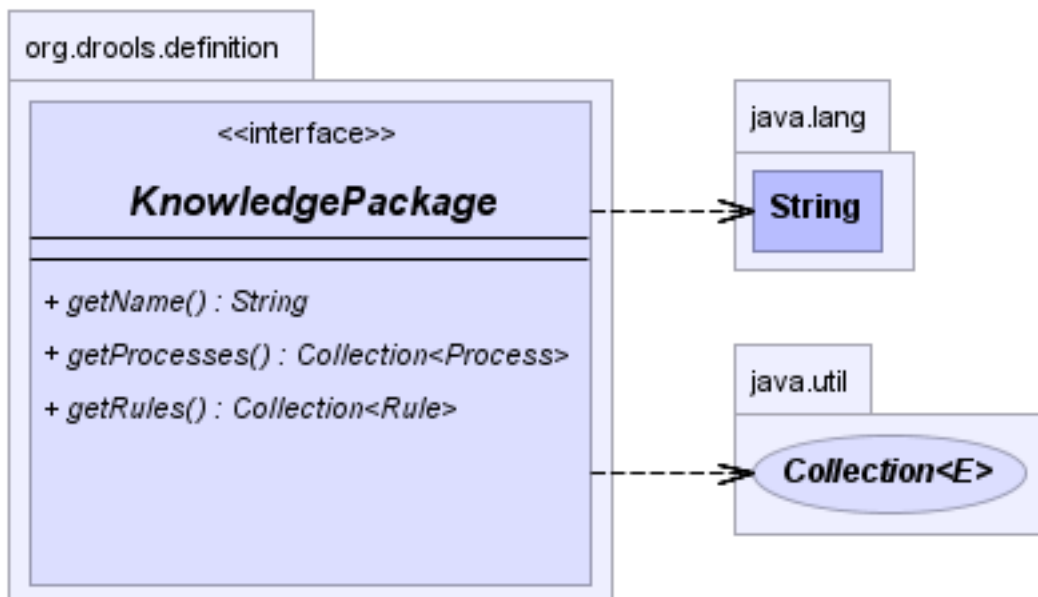 org.drools.definition
<<interface>>
KnowledgePackage
+ getName() : String
+ getProcesses() : Collection<Process>
+ getRules() : Collection<Rule>
java.lang
String
java.util
Collection<E>